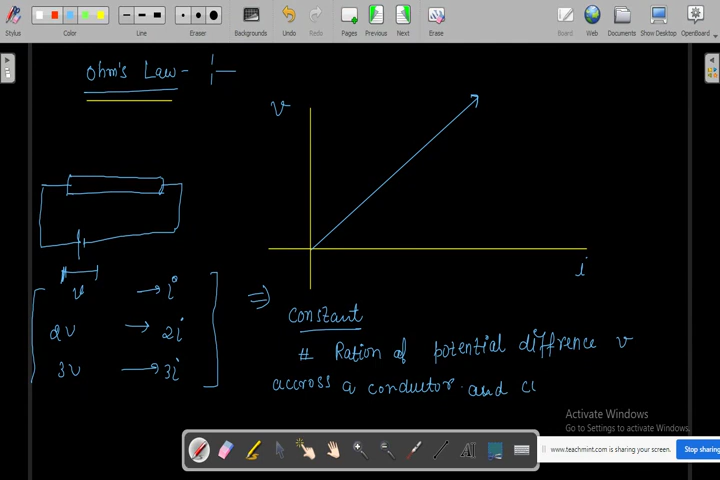 Stylus
Color
Line
Eraser
Backgrounds
Undo
Redo
Pages
Previous
Next
Erase
Board
Web
Documents
Show Desktop
OpenBoard
Ohm's Law-
v
i
v → i
2v → 2i
3v → 3i
⇒ Constant
# Ration of potential diffrence v
accross a conductor and cu
Activate Windows
Go to Settings to activate Windows.
www.teachmint.com is sharing your screen.
Stop sharing